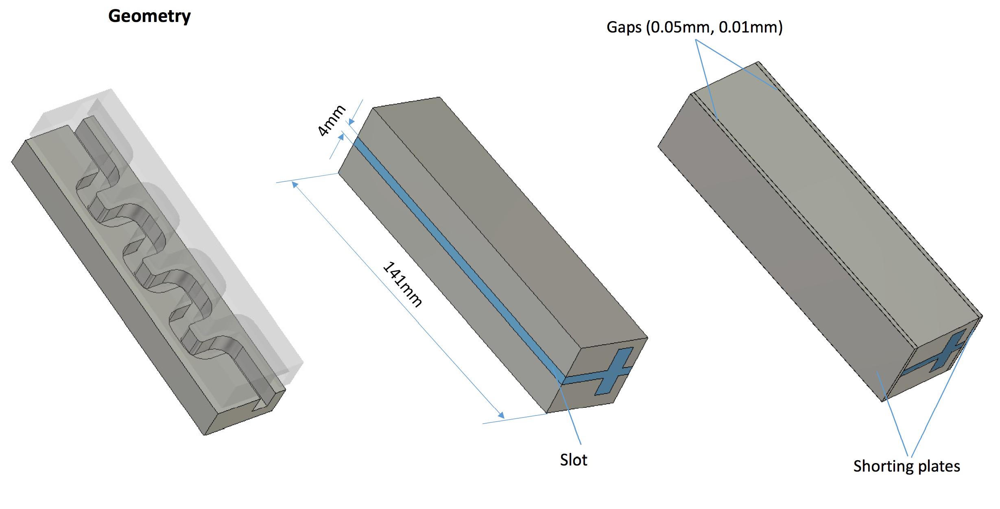 Geometry
Gaps (0.05mm, 0.01mm)
4mm
141mm
Slot
Shorting plates